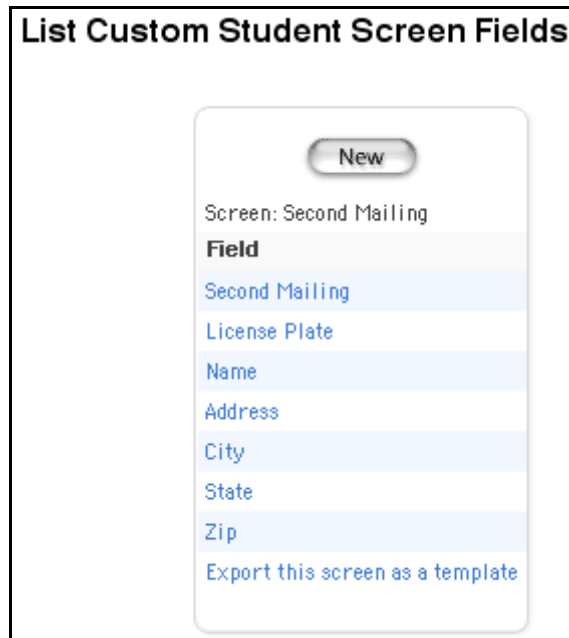 List Custom Student Screen Fields
New
Screen: Second Mailing
Field
Second Mailing
License Plate
Name
Address
City
State
Zip
Export this screen as a template